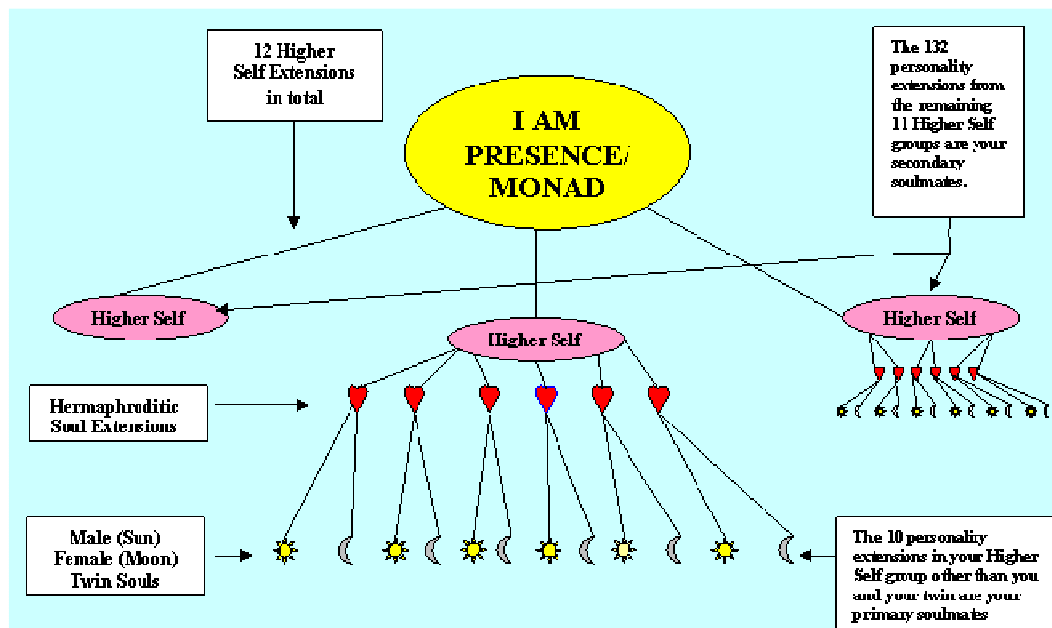 12 Higher
Self Extensions
in total
I AM
PRESENCE/
MONAD
The 132
personality
extensions from
the remaining
11 Higher Self
groups are your
secondary
soulmates.
Higher Self
Higher Self
Higher Self
Hermaphroditic
Soul Extensions
Male (Sun)
Female (Moon)
Twin Souls
The 10 personality
extensions in your Higher
Self group other than you
and your twin are your
primary soulmates